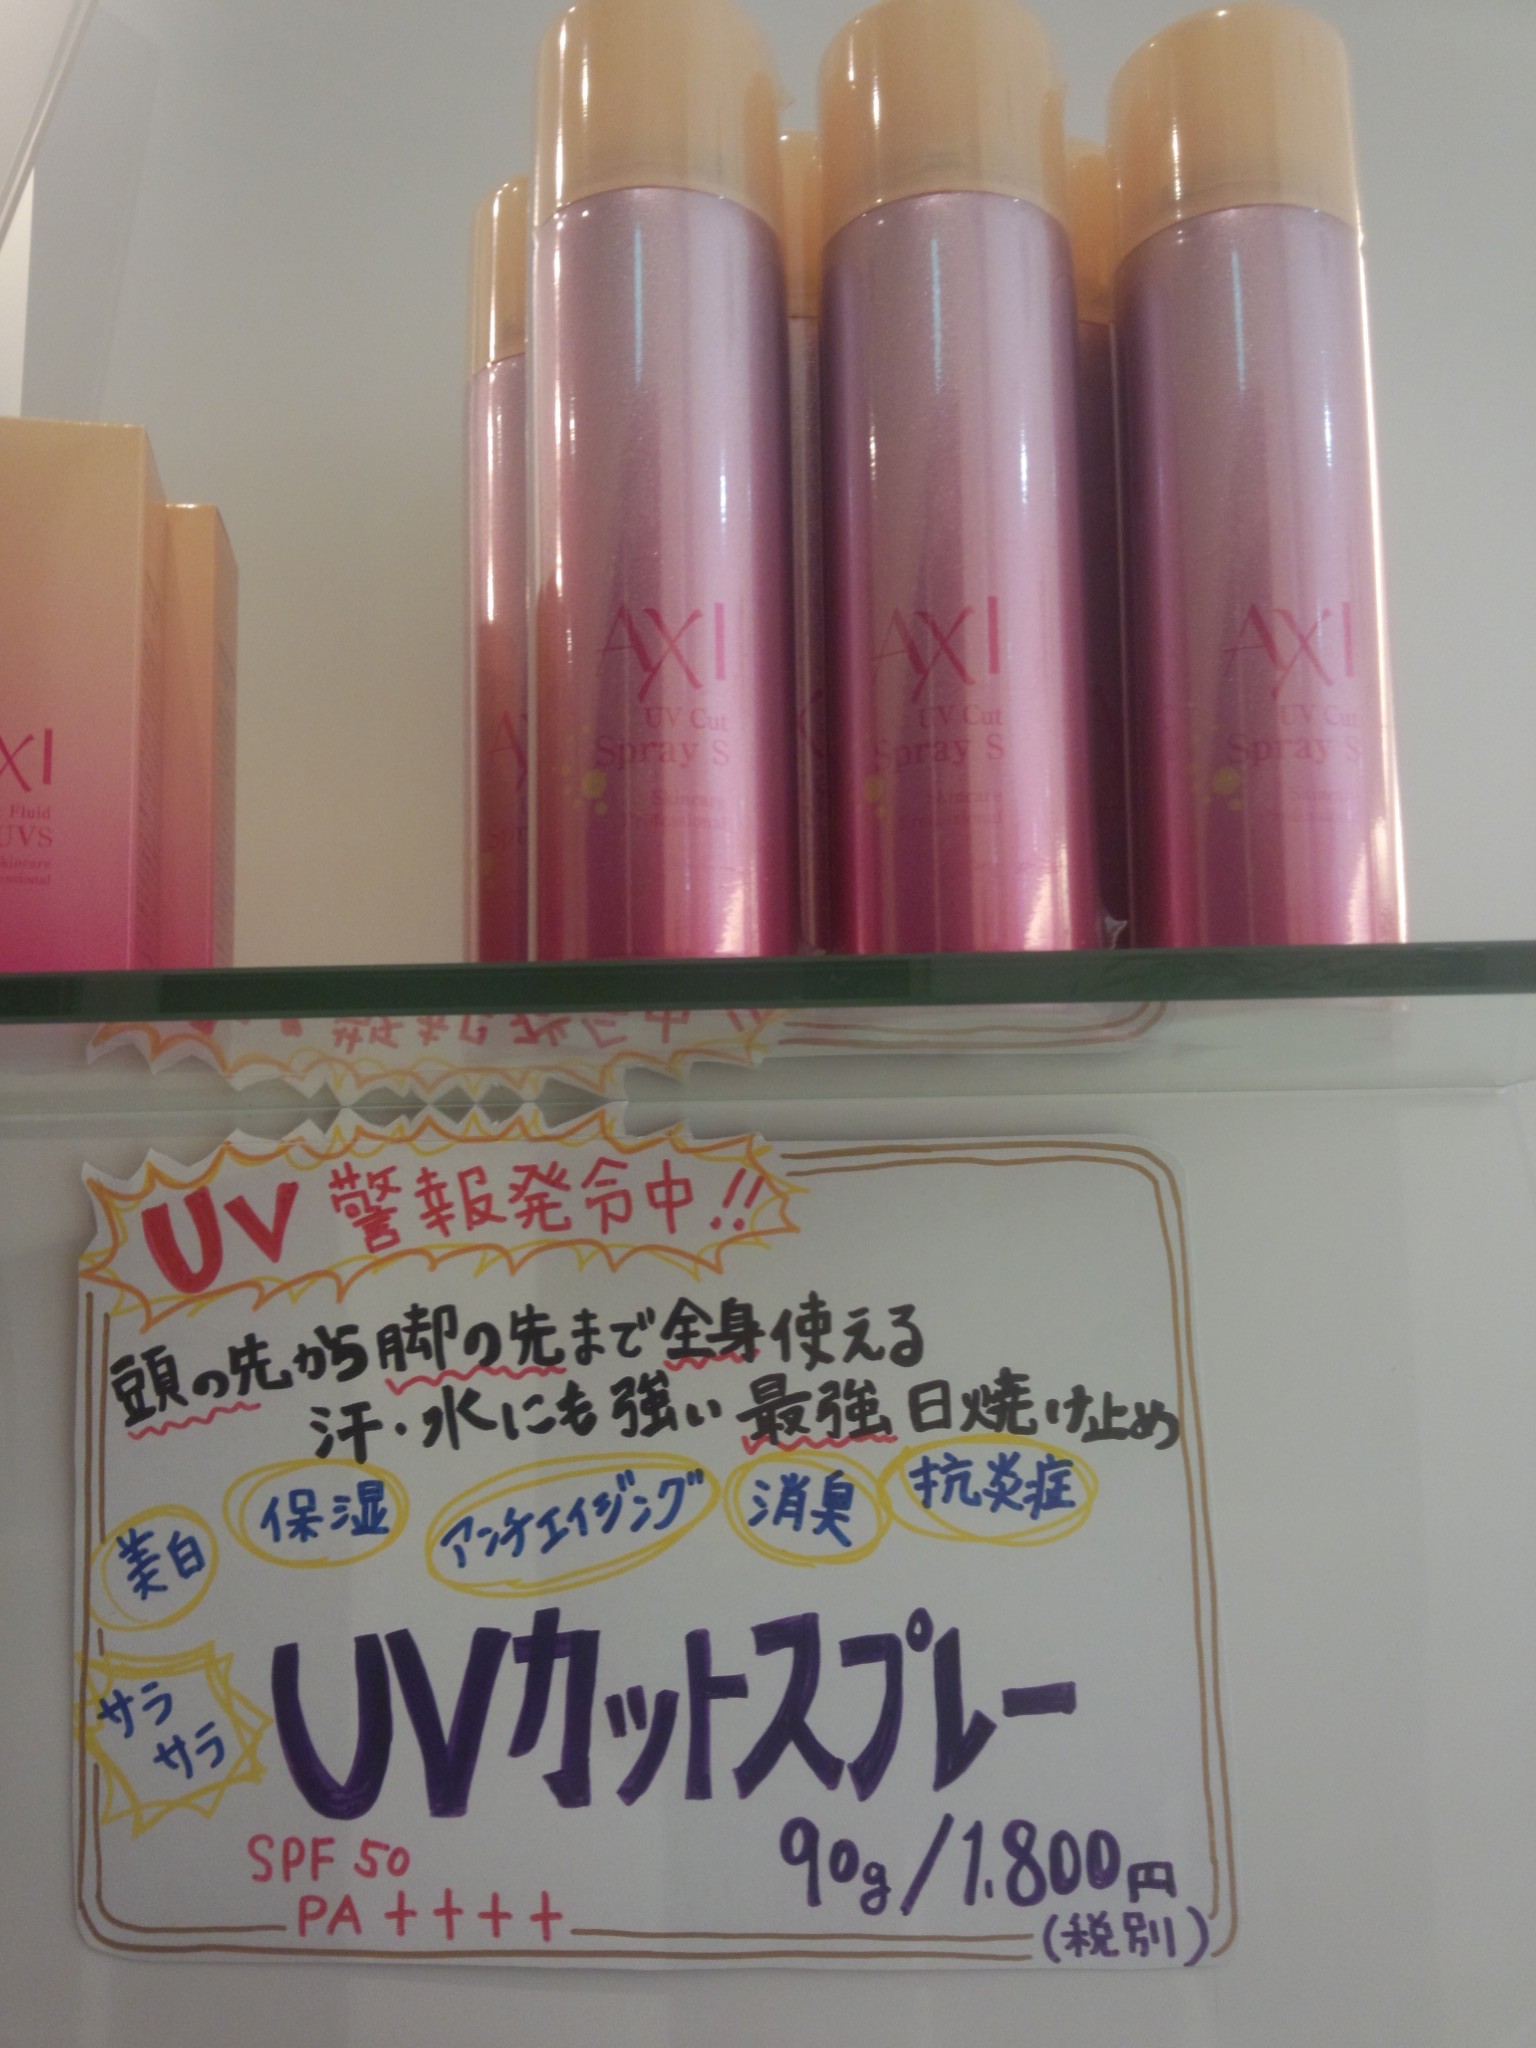 AXI
UV Cut
Spray S
Skincare
AXI
UV Cut
Spray S
Skincare
AXI
UV Cut
Spray S
XI
Fluid
UVS
UV 警報発令中!!
頭の先から脚の先まで全身使える
汗・水にも強い 最強 日焼け止め
美白
保湿
アンチエイジング
消臭
抗炎症
サラ
サラ
UVカットスプレー
SPF 50
PA ++++
90g/1.800円
(税別)